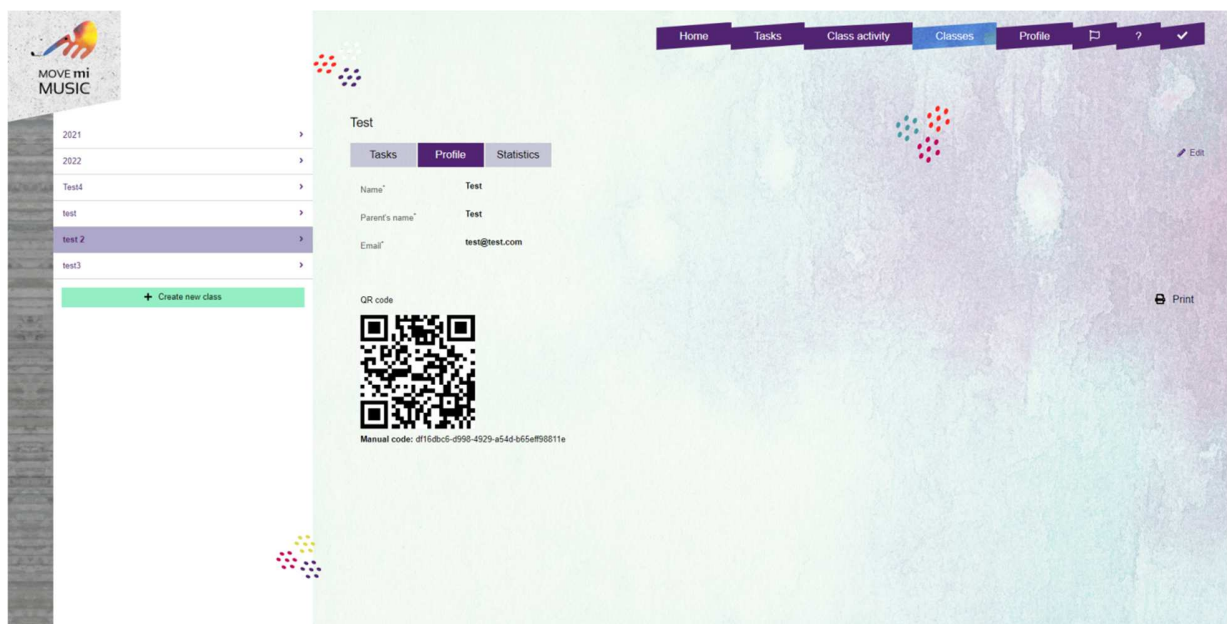 MOVE mi
MUSIC
Home Tasks Class activity Classes Profile ?
2021
2022
Test4
test
test 2
test3
+ Create new class
Test
Tasks Profile Statistics
Edit
Name* Test
Parent's name* Test
Email* test@test.com
QR code
Print
Manual code: df16dbc6-d998-4929-a54d-b65eff98811e